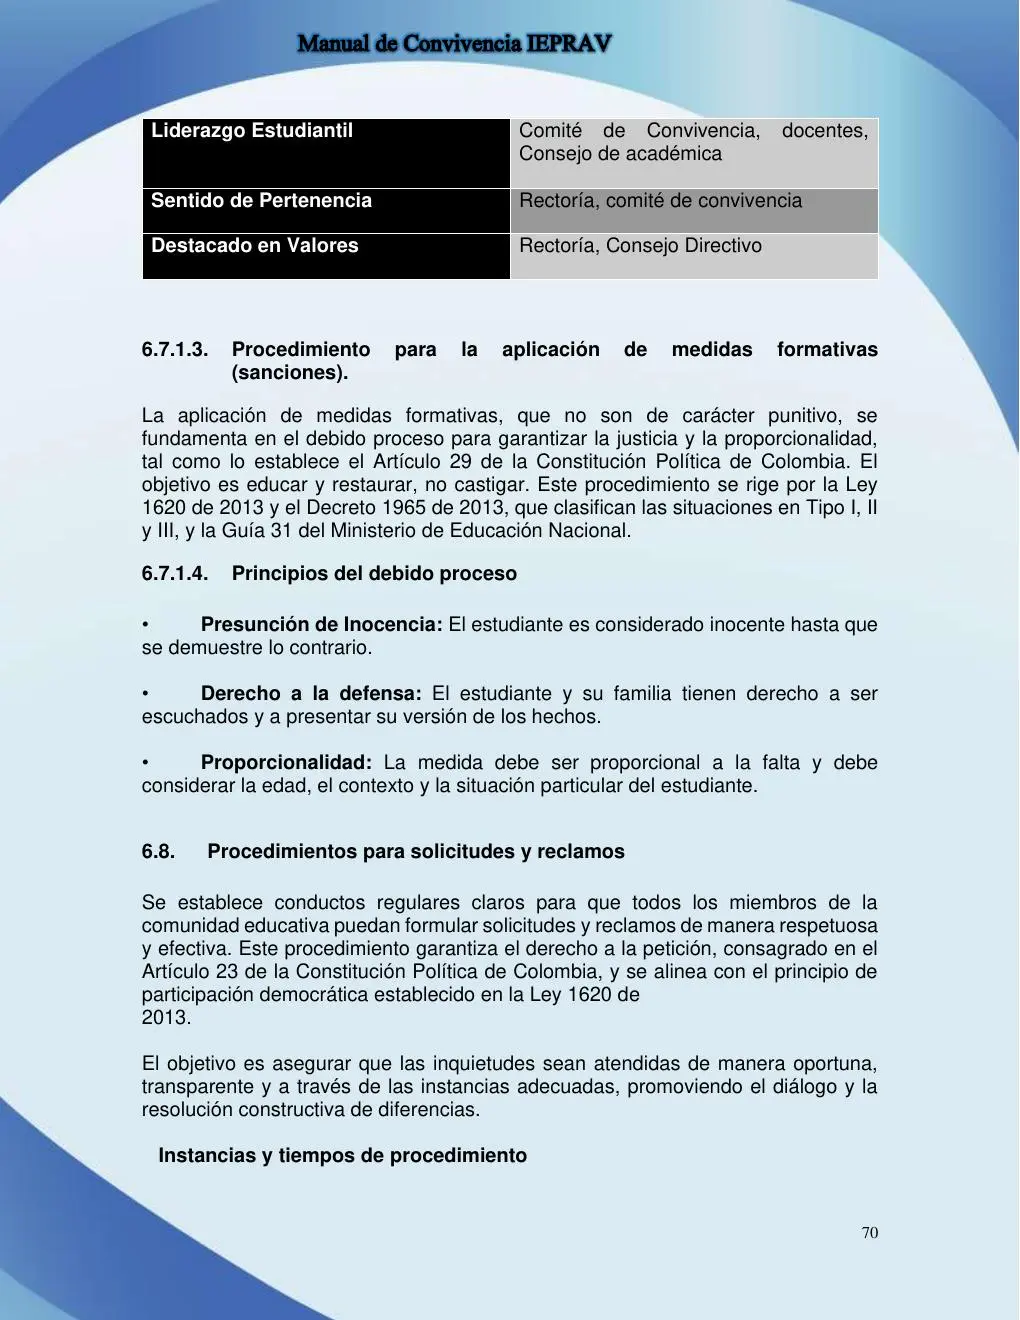 Manual de Convivencia IEPRAV
Liderazgo Estudiantil
Comité de Convivencia, docentes,
Consejo de académica
Sentido de Pertenencia
Rectoría, comité de convivencia
Destacado en Valores
Rectoría, Consejo Directivo
6.7.1.3. Procedimiento para la aplicación de medidas formativas
(sanciones).
La aplicación de medidas formativas, que no son de carácter punitivo, se
fundamenta en el debido proceso para garantizar la justicia y la proporcionalidad,
tal como lo establece el Artículo 29 de la Constitución Política de Colombia. El
objetivo es educar y restaurar, no castigar. Este procedimiento se rige por la Ley
1620 de 2013 y el Decreto 1965 de 2013, que clasifican las situaciones en Tipo I, II
y III, y la Guía 31 del Ministerio de Educación Nacional.
6.7.1.4. Principios del debido proceso
• Presunción de Inocencia: El estudiante es considerado inocente hasta que
se demuestre lo contrario.
• Derecho a la defensa: El estudiante y su familia tienen derecho a ser
escuchados y a presentar su versión de los hechos.
• Proporcionalidad: La medida debe ser proporcional a la falta y debe
considerar la edad, el contexto y la situación particular del estudiante.
6.8. Procedimientos para solicitudes y reclamos
Se establece conductos regulares claros para que todos los miembros de la
comunidad educativa puedan formular solicitudes y reclamos de manera respetuosa
y efectiva. Este procedimiento garantiza el derecho a la petición, consagrado en el
Artículo 23 de la Constitución Política de Colombia, y se alinea con el principio de
participación democrática establecido en la Ley 1620 de
2013.
El objetivo es asegurar que las inquietudes sean atendidas de manera oportuna,
transparente y a través de las instancias adecuadas, promoviendo el diálogo y la
resolución constructiva de diferencias.
Instancias y tiempos de procedimiento
70